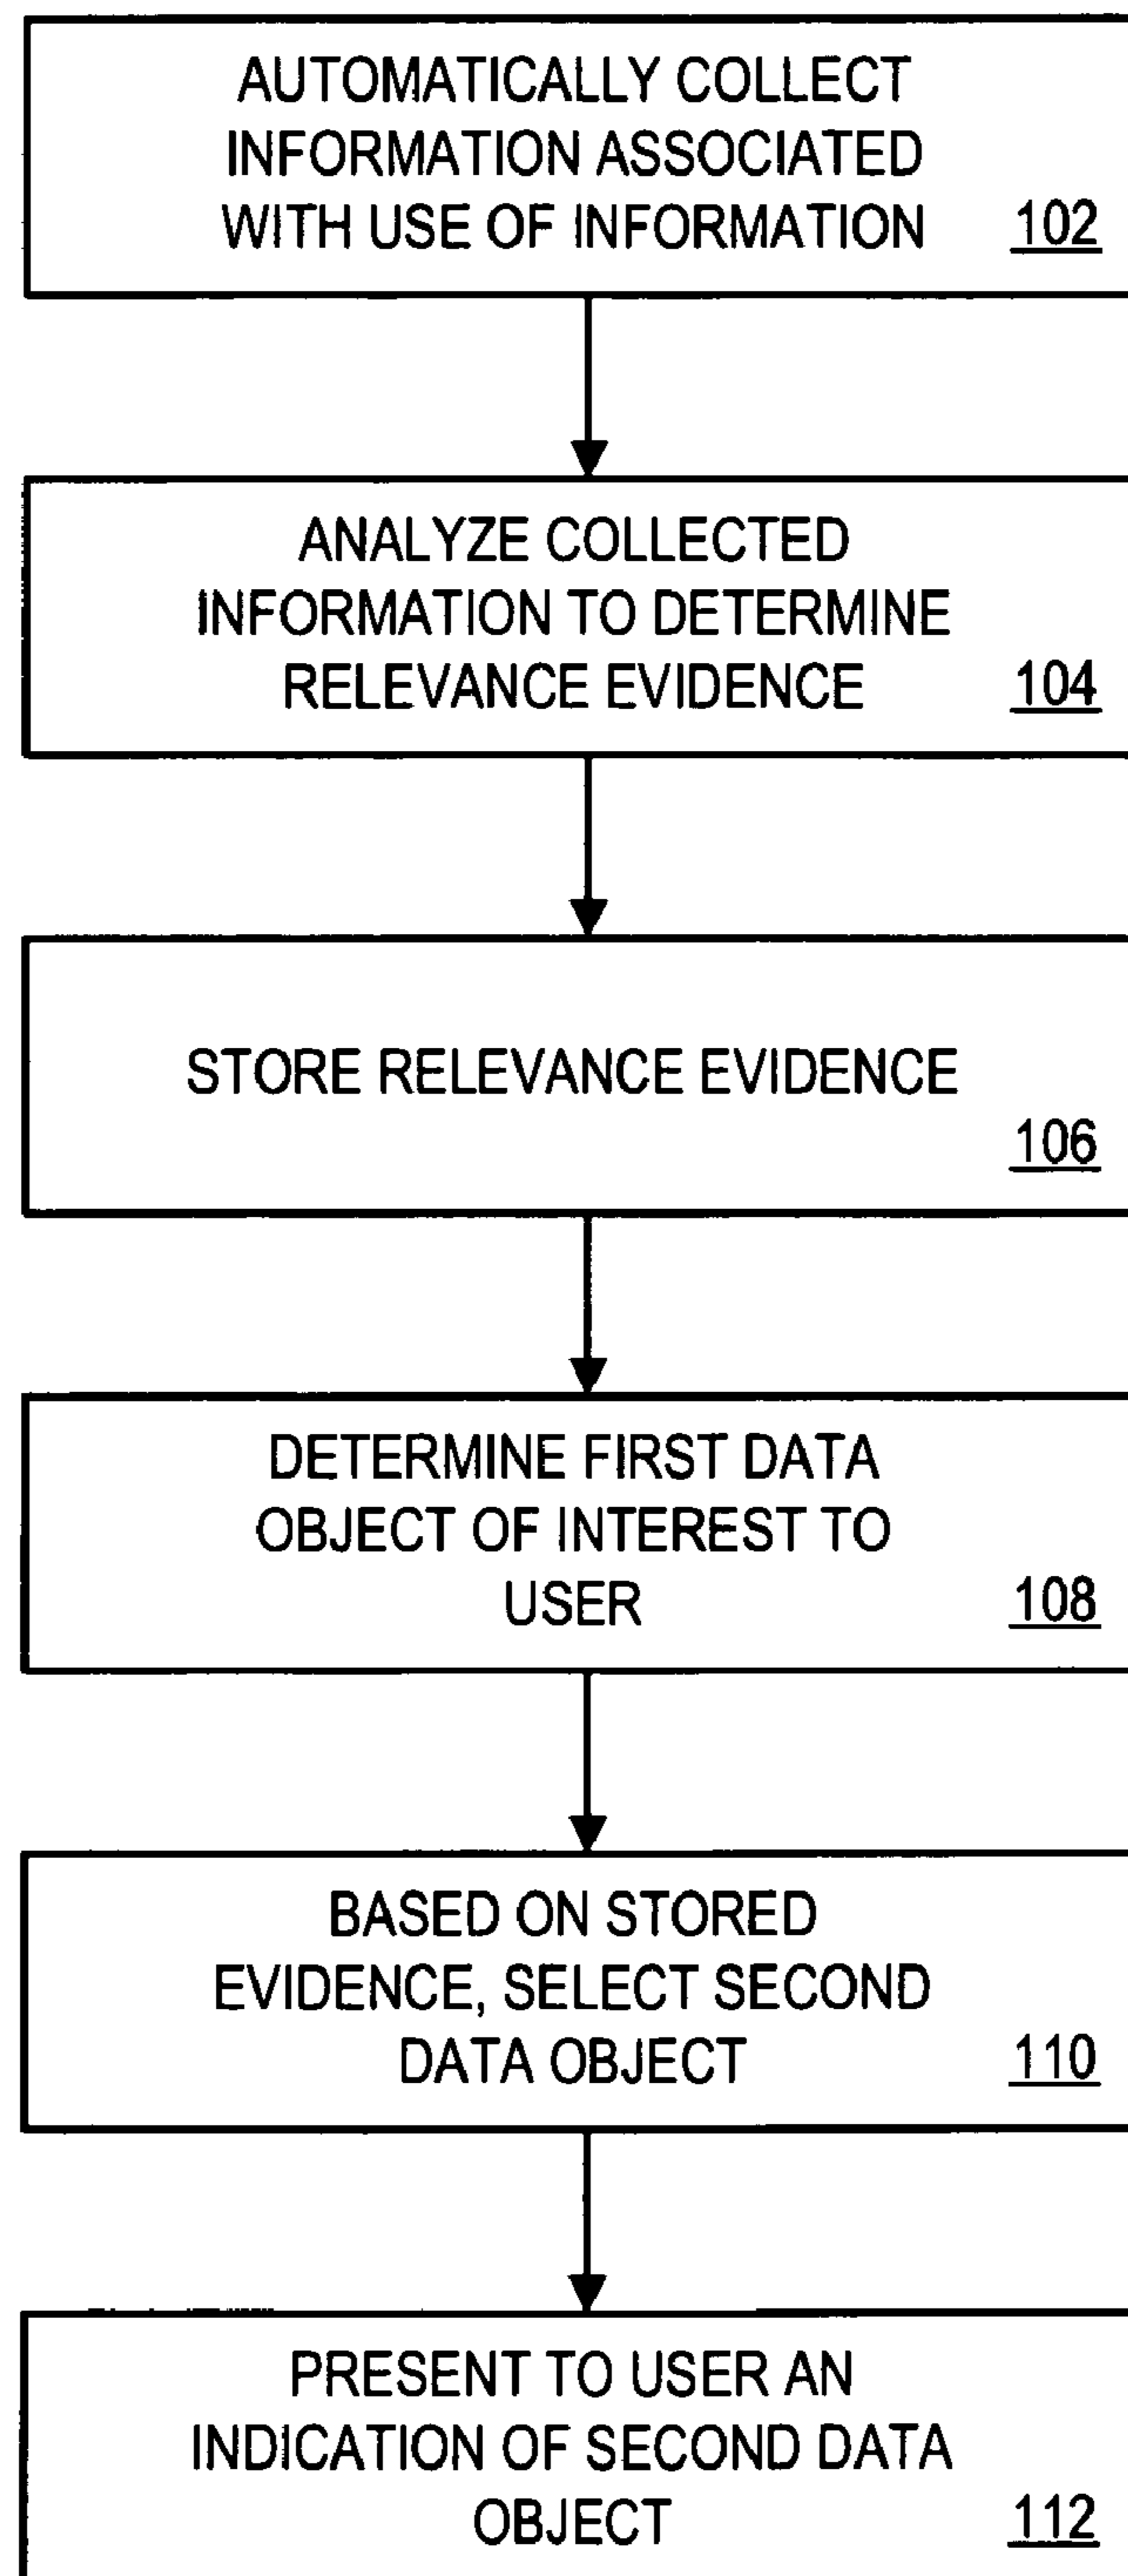 AUTOMATICALLY COLLECT
INFORMATION ASSOCIATED
WITH USE OF INFORMATION 102
ANALYZE COLLECTED
INFORMATION TO DETERMINE
RELEVANCE EVIDENCE 104
STORE RELEVANCE EVIDENCE
106
DETERMINE FIRST DATA
OBJECT OF INTEREST TO
USER 108
BASED ON STORED
EVIDENCE, SELECT SECOND
DATA OBJECT 110
PRESENT TO USER AN
INDICATION OF SECOND DATA
OBJECT 112